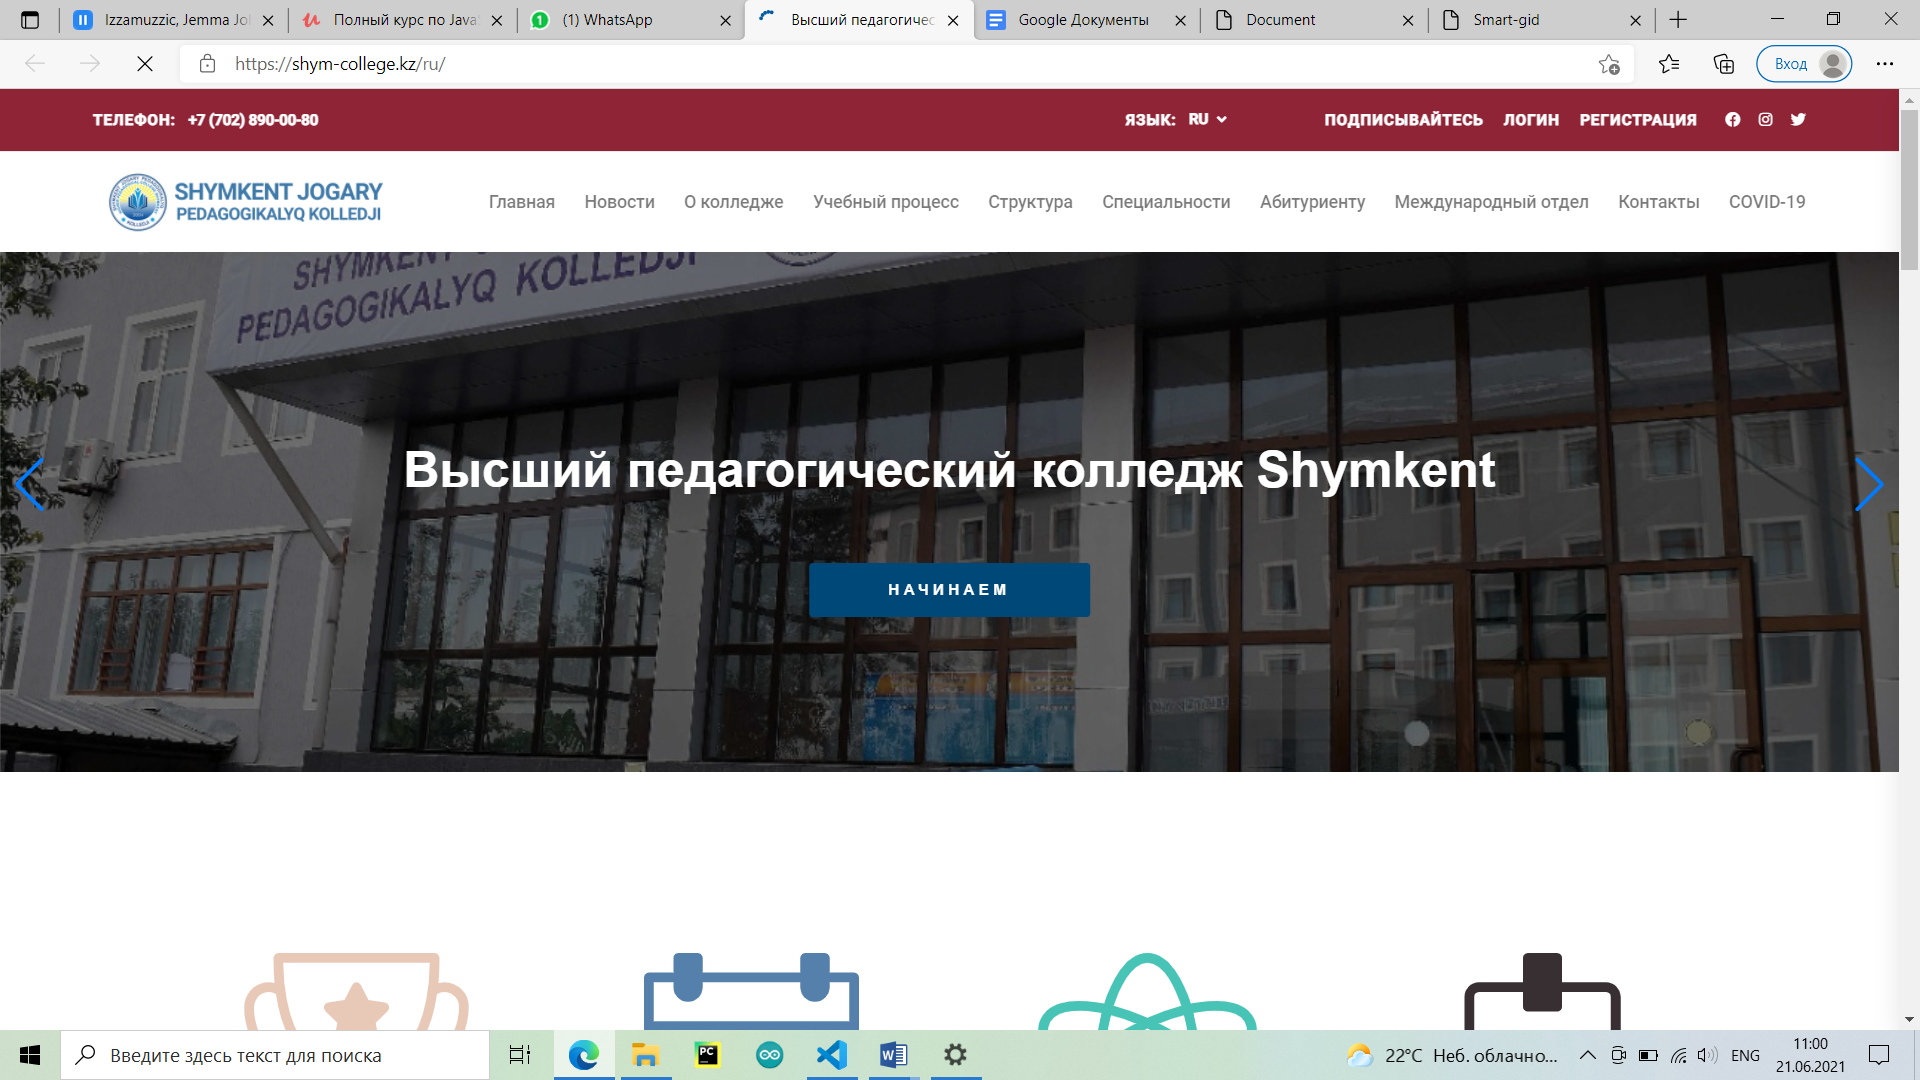 Izzamuzzic, Jemma Jol
Полный курс по JavaS
(1) WhatsApp
Высший педагогичес
Google Документы
Document
Smart-gid
https://shym-college.kz/ru/
Вход
ТЕЛЕФОН: +7 (702) 890-00-80
ЯЗЫК: RU
ПОДПИСЫВАЙТЕСЬ ЛОГИН РЕГИСТРАЦИЯ
SHYMKENT JOGARY
PEDAGOGIKALYQ KOLLEDJI
Главная Новости О колледже Учебный процесс Структура Специальности Абитуриенту Международный отдел Контакты COVID-19
PEDAGOGIKALYQ KOLLEDJI
Высший педагогический колледж Shymkent
НАЧИНАЕМ
Введите здесь текст для поиска
22°C Неб. облачно...
ENG
11:00
21.06.2021